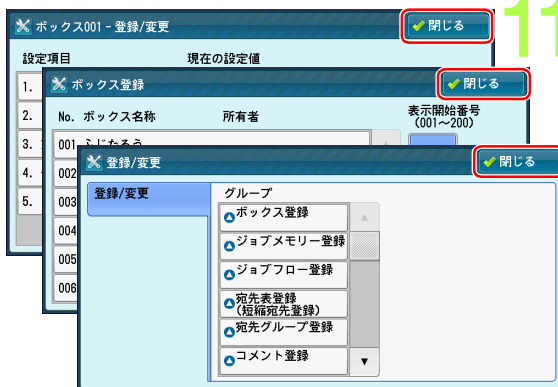 11
ボックス001 - 登録/変更
閉じる
設定項目
現在の設定値
1.
2.
3.
4.
5.
ボックス登録
閉じる
No. ボックス名称
所有者
表示開始番号
(001～200)
001 ふじたろう
002
003
004
005
006
登録/変更
閉じる
登録/変更
グループ
ボックス登録
ジョブメモリー登録
ジョブフロー登録
宛先表登録
(短縮宛先登録)
宛先グループ登録
コメント登録